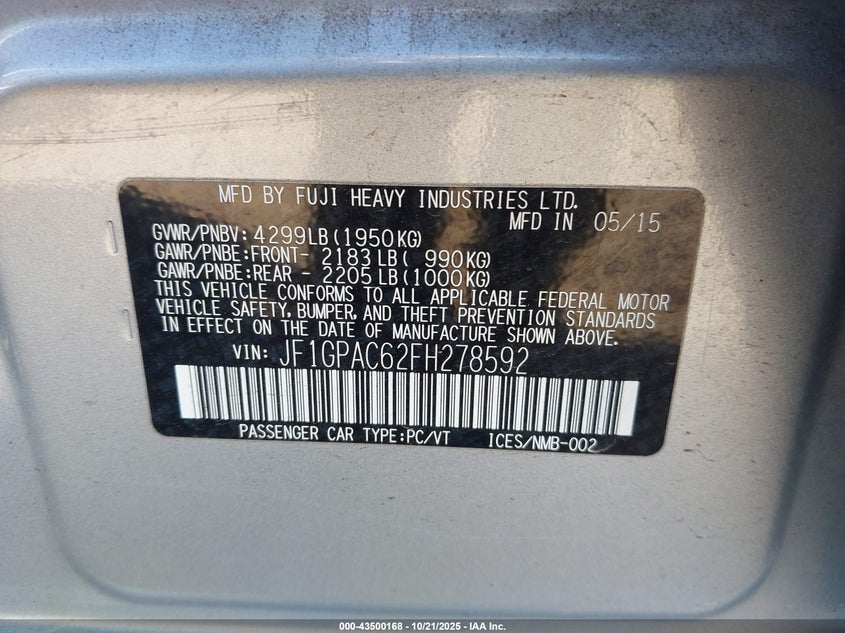 MFD BY FUJI HEAVY INDUSTRIES LTD.
MFD IN 05/15
GVWR/PNBV: 4299LB(1950KG)
GAWR/PNBE:FRONT- 2183LB( 990KG)
GAWR/PNBE:REAR - 2205LB(1000KG)
THIS VEHICLE CONFORMS TO ALL APPLICABLE FEDERAL MOTOR
VEHICLE SAFETY, BUMPER, AND THEFT PREVENTION STANDARDS
IN EFFECT ON THE DATE OF MANUFACTURE SHOWN ABOVE.
VIN: JF1GPAC62FH278592
PASSENGER CAR TYPE:PC/VT ICES/NMB-002
000-43500168 - 10/21/2025 - IAA Inc.